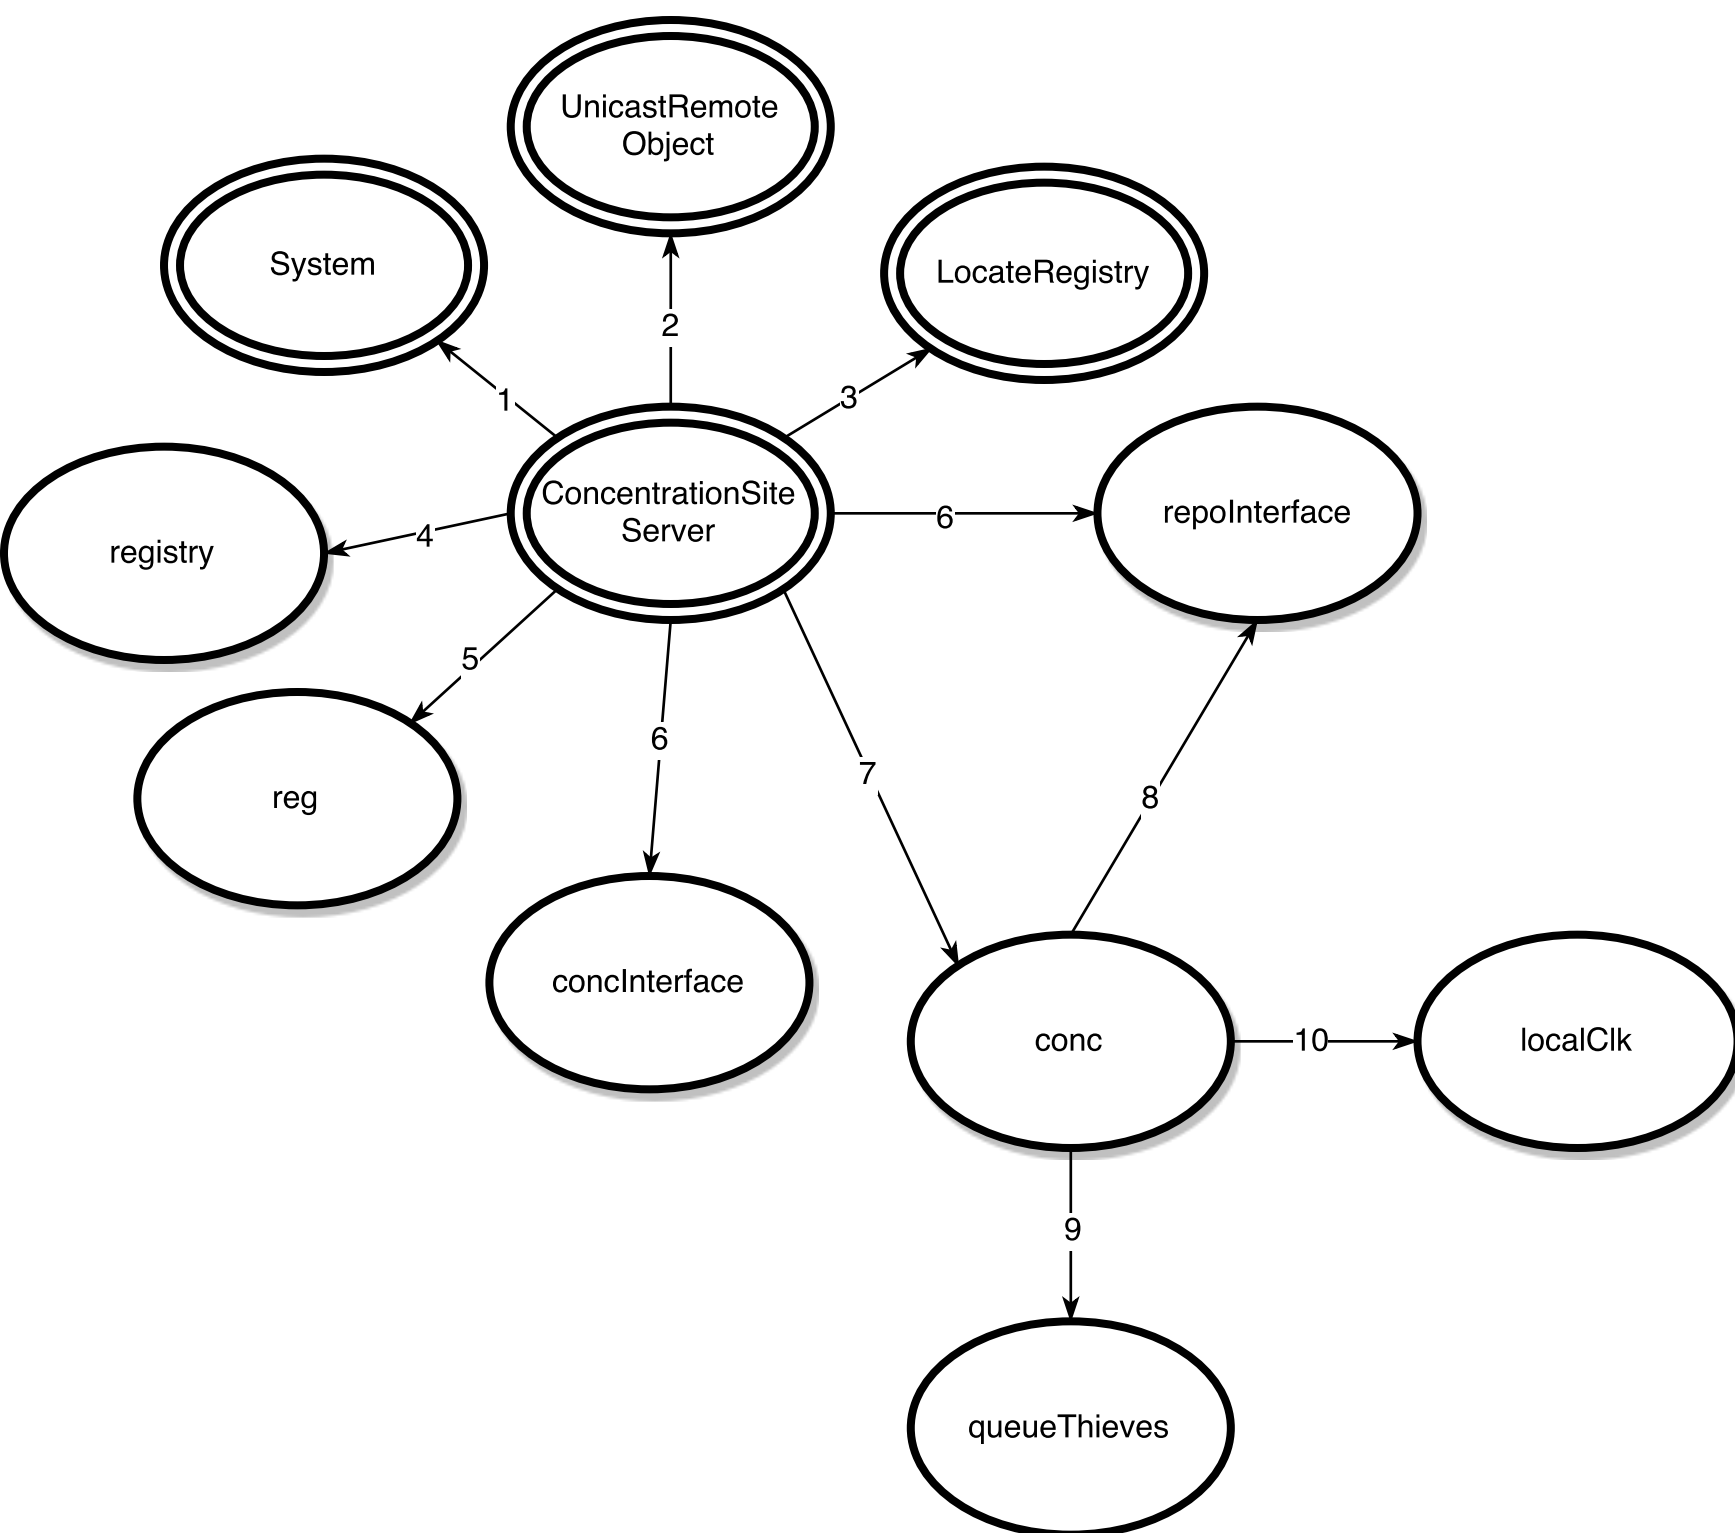 UnicastRemote
Object
System
LocateRegistry
2
1
3
ConcentrationSite
Server
repoInterface
6
registry
4
5
6
7
reg
8
concInterface
conc
10
localClk
9
queueThieves